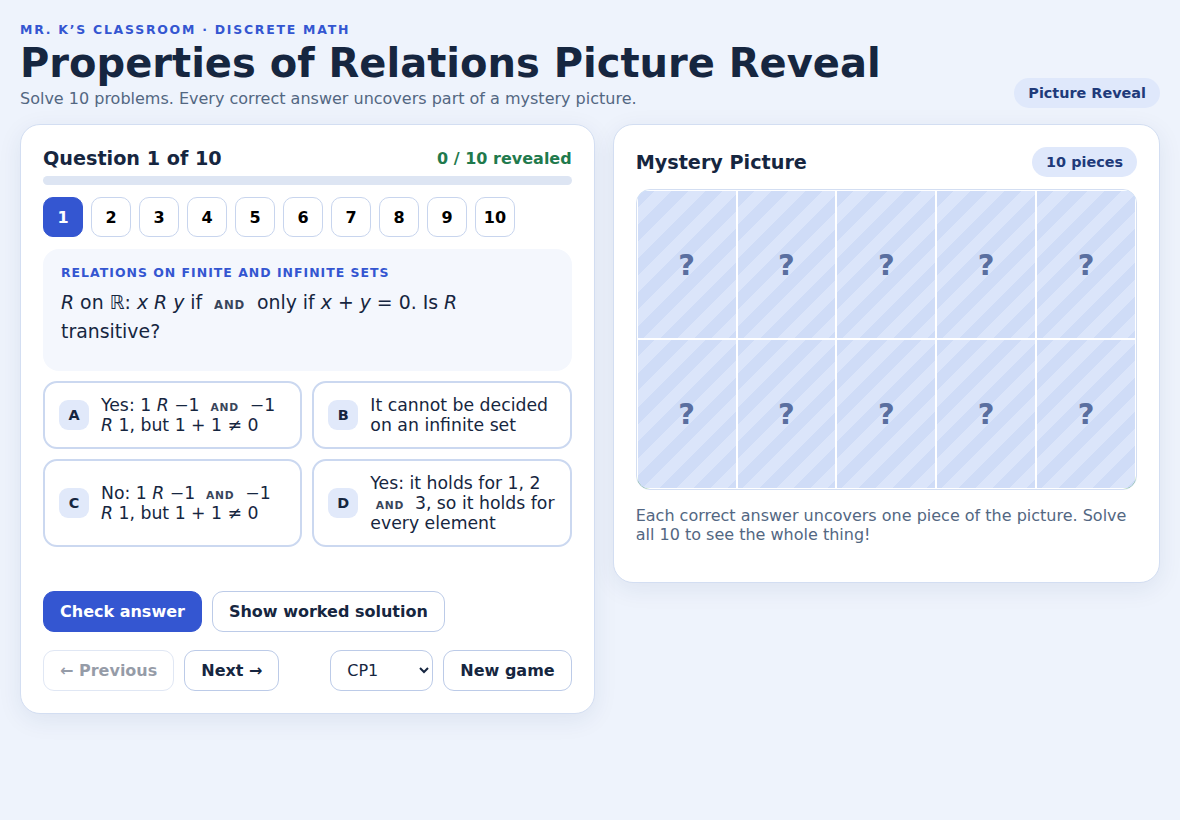 MR. K’S CLASSROOM · DISCRETE MATH
Properties of Relations Picture Reveal
Solve 10 problems. Every correct answer uncovers part of a mystery picture.
Picture Reveal
Question 1 of 10
0 / 10 revealed
1 2 3 4 5 6 7 8 9 10
RELATIONS ON FINITE AND INFINITE SETS
R on ℝ: x R y if AND only if x + y = 0. Is R
transitive?
A
Yes: 1 R −1 AND −1
R 1, but 1 + 1 ≠ 0
B
It cannot be decided
on an infinite set
C
No: 1 R −1 AND −1
R 1, but 1 + 1 ≠ 0
D
Yes: it holds for 1, 2
AND 3, so it holds for
every element
Check answer
Show worked solution
← Previous
Next →
CP1
New game
Mystery Picture
10 pieces
? ? ? ? ?
? ? ? ? ?
Each correct answer uncovers one piece of the picture. Solve
all 10 to see the whole thing!